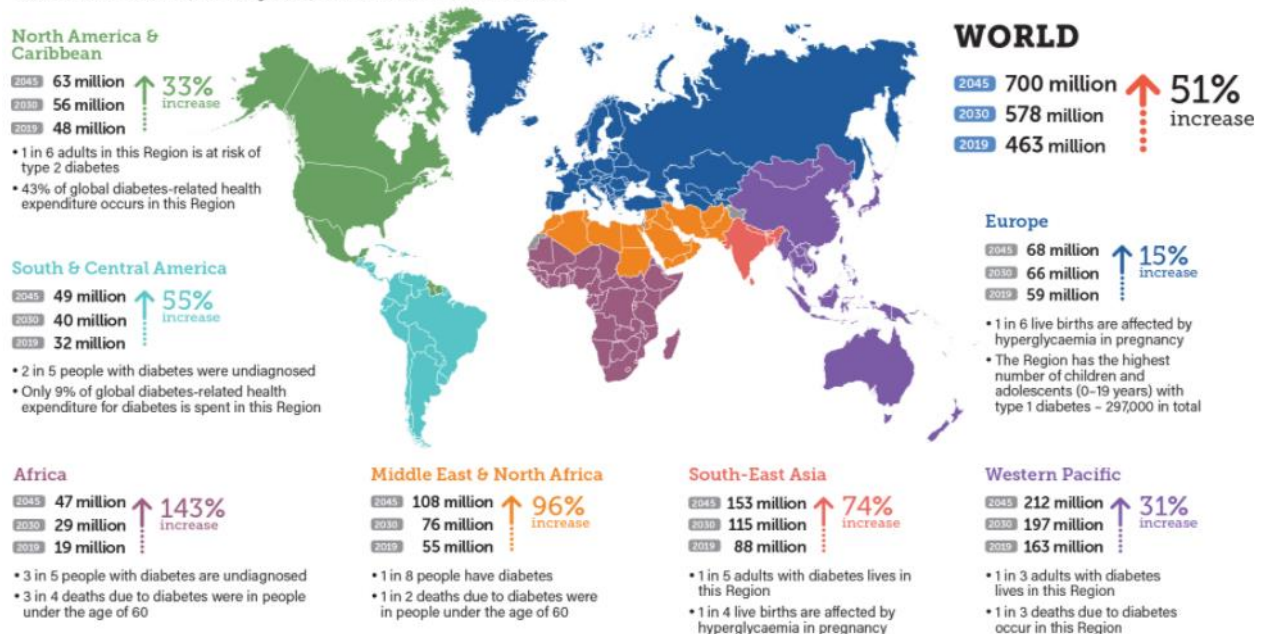 North America &
Caribbean
2045 63 million
2030 56 million
2019 48 million
33%
increase
• 1 in 6 adults in this Region is at risk of
type 2 diabetes
• 43% of global diabetes-related health
expenditure occurs in this Region
South & Central America
2045 49 million
2030 40 million
2019 32 million
55%
increase
• 2 in 5 people with diabetes were undiagnosed
• Only 9% of global diabetes-related health
expenditure for diabetes is spent in this Region
WORLD
2045 700 million
2030 578 million
2019 463 million
51%
increase
Europe
2045 68 million
2030 66 million
2019 59 million
15%
increase
• 1 in 6 live births are affected by
hyperglycaemia in pregnancy
• The Region has the highest
number of children and
adolescents (0–19 years) with
type 1 diabetes – 297,000 in total
Africa
2045 47 million
2030 29 million
2019 19 million
143%
increase
• 3 in 5 people with diabetes are undiagnosed
• 3 in 4 deaths due to diabetes were in people
under the age of 60
Middle East & North Africa
2045 108 million
2030 76 million
2019 55 million
96%
increase
• 1 in 8 people have diabetes
• 1 in 2 deaths due to diabetes were
in people under the age of 60
South-East Asia
2045 153 million
2030 115 million
2019 88 million
74%
increase
• 1 in 5 adults with diabetes lives in
this Region
• 1 in 4 live births are affected by
hyperglycaemia in pregnancy
Western Pacific
2045 212 million
2030 197 million
2019 163 million
31%
increase
• 1 in 3 adults with diabetes
lives in this Region
• 1 in 3 deaths due to diabetes
occur in this Region